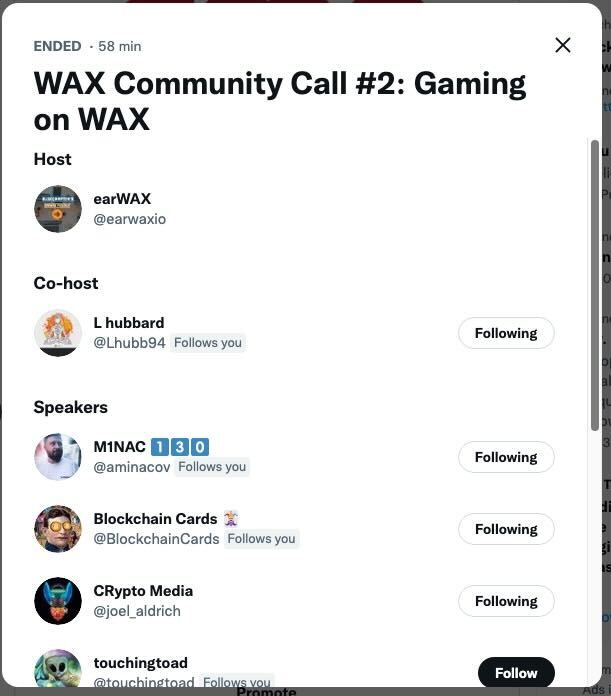 ENDED · 58 min
WAX Community Call #2: Gaming
on WAX
Host
earWAX
@earwaxio
Co-host
L hubbard
@Lhubb94 Follows you
Following
Speakers
M1NAC 1 3 0
@aminacov Follows you
Following
Blockchain Cards 🃏
@BlockchainCards Follows you
Following
CRypto Media
@joel_aldrich
Following
touchingtoad
@touchingtoad Follows you
Follow
Promote
Ads